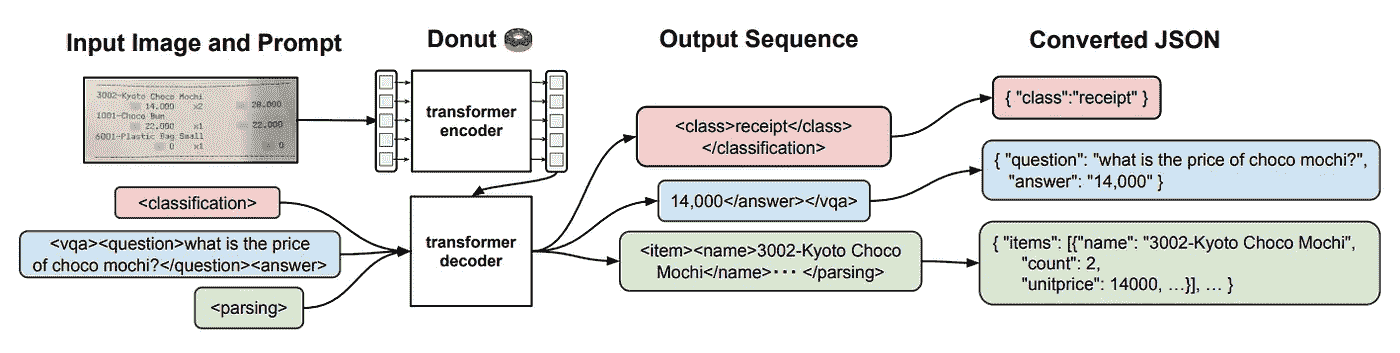 Input Image and Prompt
Donut
Output Sequence
Converted JSON
3002-Kyoto Choco Mochi
14.000 x2 28.000
1001-Choco Bun
22.000 x1 22.000
6001-Plastic Bag Small
0 x1 0
transformer
encoder
transformer
decoder
<classification>
<vqa><question>what is the price
of choco mochi?</question><answer>
<parsing>
<class>receipt</class>
</classification>
14,000</answer></vqa>
<item><name>3002-Kyoto Choco
Mochi</name>··· </parsing>
{ "class":"receipt" }
{ "question": "what is the price of choco mochi?",
"answer": "14,000" }
{ "items": [{"name": "3002-Kyoto Choco Mochi",
"count": 2,
"unitprice": 14000, …}], … }